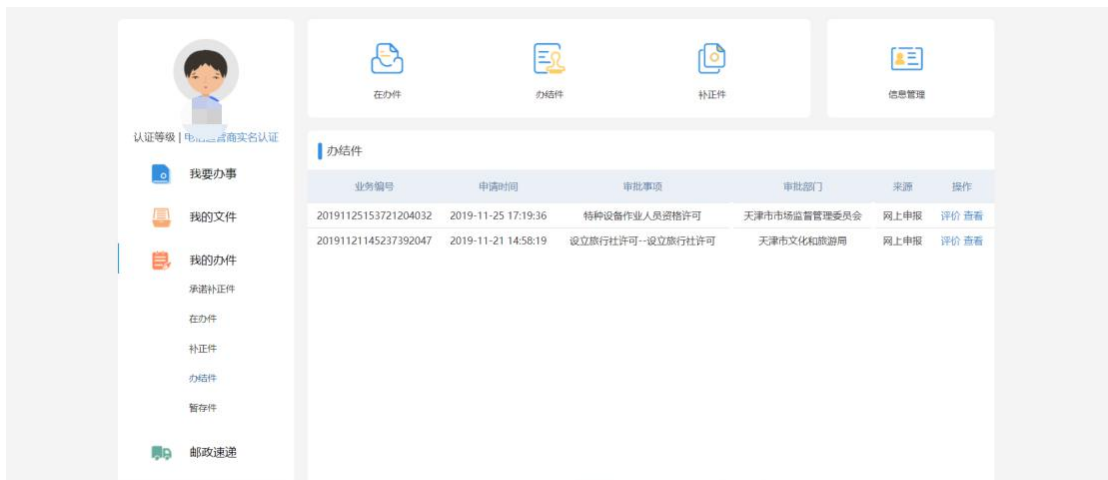 认证等级 | 电信运营商实名认证
我要办事
我的文件
我的办件
承诺补正件
在办件
补正件
办结件
暂存件
邮政速递
在办件
办结件
补正件
信息管理
办结件
业务编号 申请时间 审批事项 审批部门 来源 操作
20191125153721204032 2019-11-25 17:19:36 特种设备作业人员资格许可 天津市市场监督管理委员会 网上申报 评价 查看
20191121145237392047 2019-11-21 14:58:19 设立旅行社许可--设立旅行社许可 天津市文化和旅游局 网上申报 评价 查看